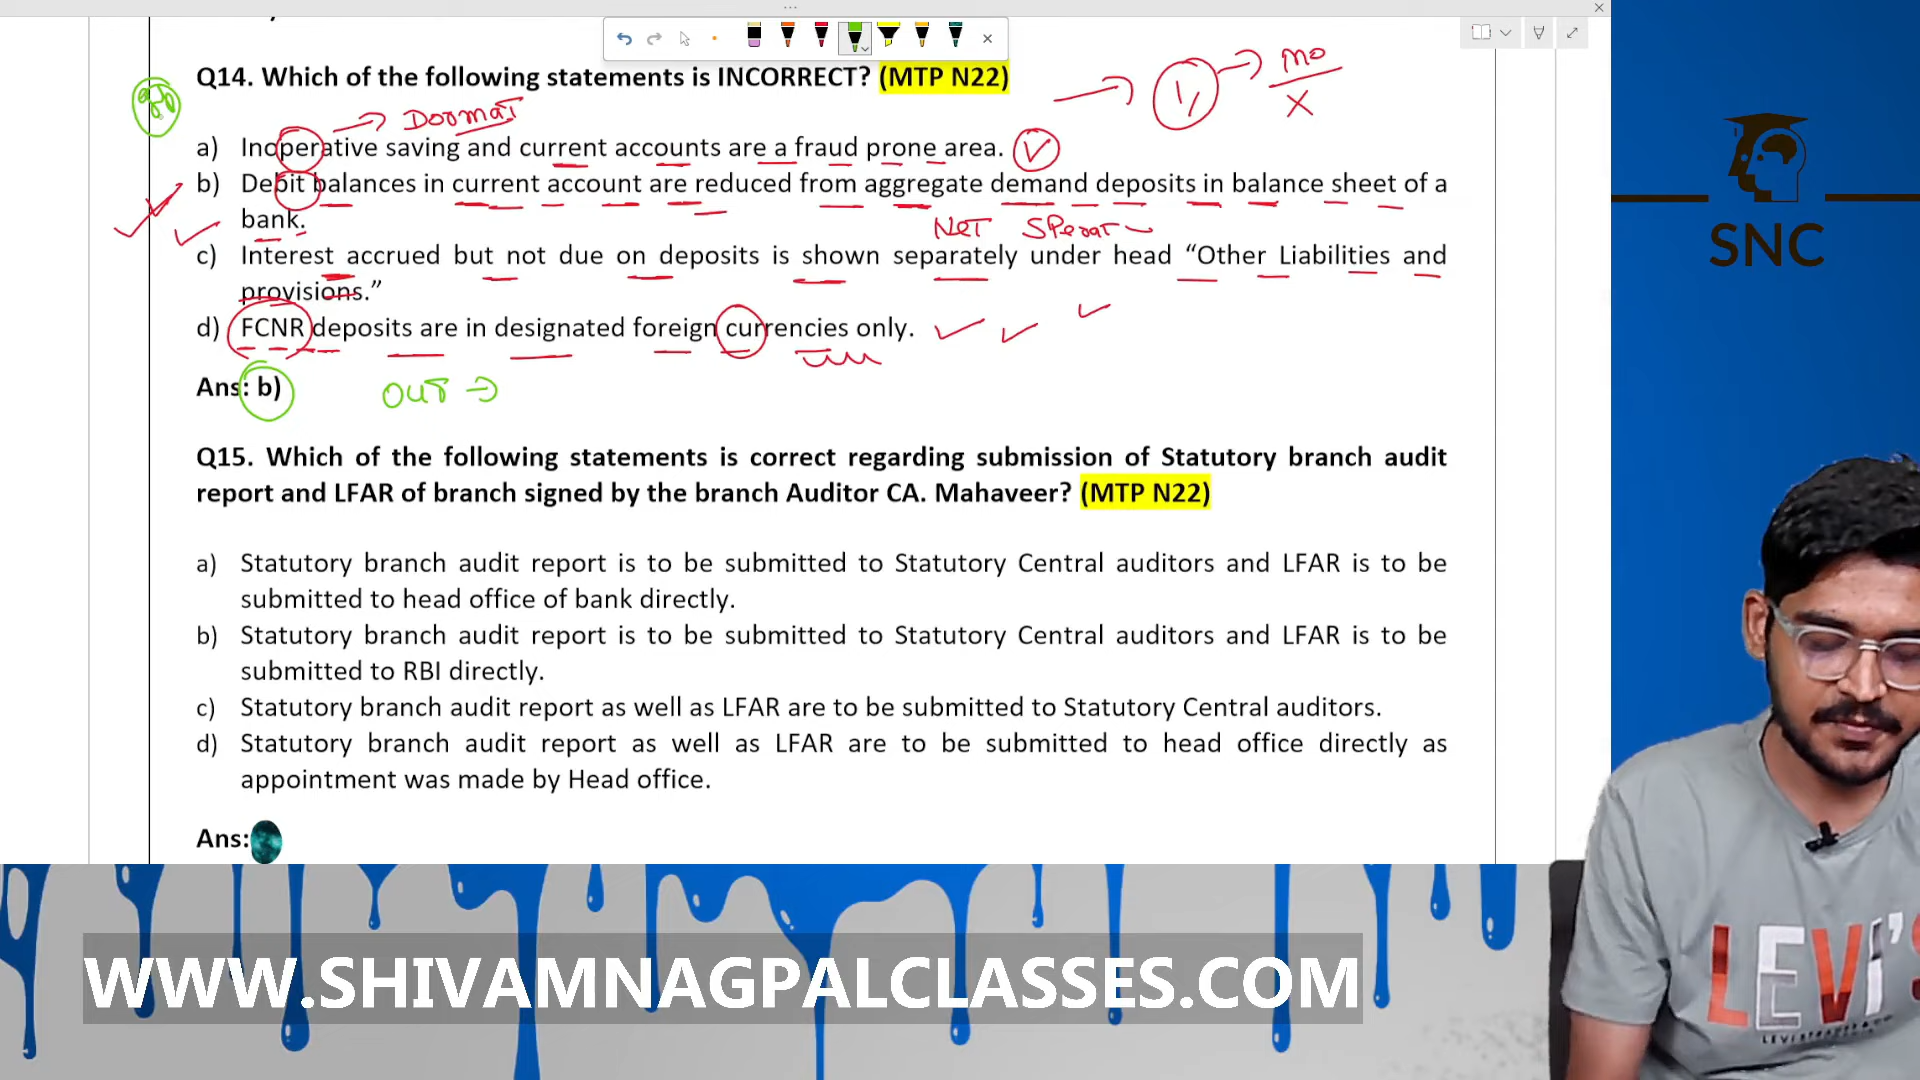 Q14. Which of the following statements is INCORRECT? (MTP N22)
a) Inoperative saving and current accounts are a fraud prone area.
b) Debit balances in current account are reduced from aggregate demand deposits in balance sheet of a
bank.
c) Interest accrued but not due on deposits is shown separately under head “Other Liabilities and
provisions.”
d) FCNR deposits are in designated foreign currencies only.
Ans: b)
OUT
NET
Q15. Which of the following statements is correct regarding submission of Statutory branch audit
report and LFAR of branch signed by the branch Auditor CA. Mahaveer? (MTP N22)
a) Statutory branch audit report is to be submitted to Statutory Central auditors and LFAR is to be
submitted to head office of bank directly.
b) Statutory branch audit report is to be submitted to Statutory Central auditors and LFAR is to be
submitted to RBI directly.
c) Statutory branch audit report as well as LFAR are to be submitted to Statutory Central auditors.
d) Statutory branch audit report as well as LFAR are to be submitted to head office directly as
appointment was made by Head office.
Ans:
SNC
LEVI'S
WWW.SHIVAMNAGPALCLASSES.COM